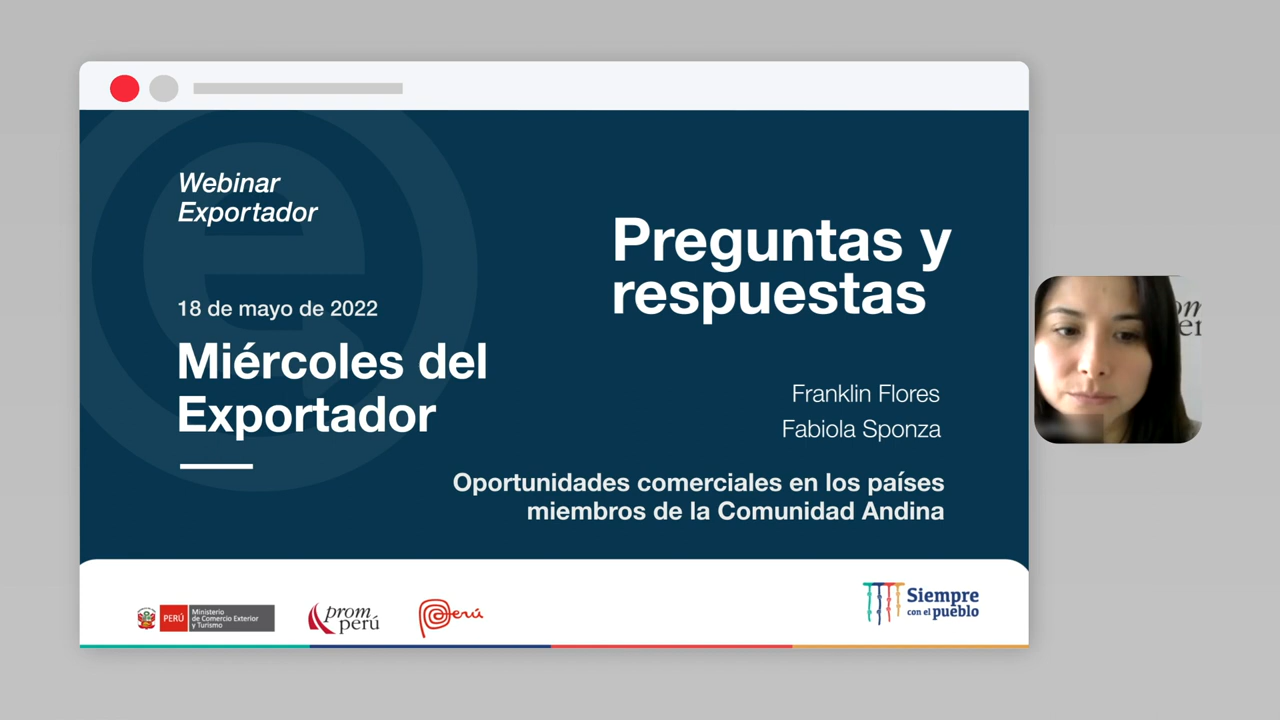 Webinar
Exportador
18 de mayo de 2022
Miércoles del
Exportador
Preguntas y
respuestas
Franklin Flores
Fabiola Sponza
Oportunidades comerciales en los países
miembros de la Comunidad Andina
PERÚ
Ministerio
de Comercio Exterior
y Turismo
prom
perú
Perú
Siempre
con el pueblo